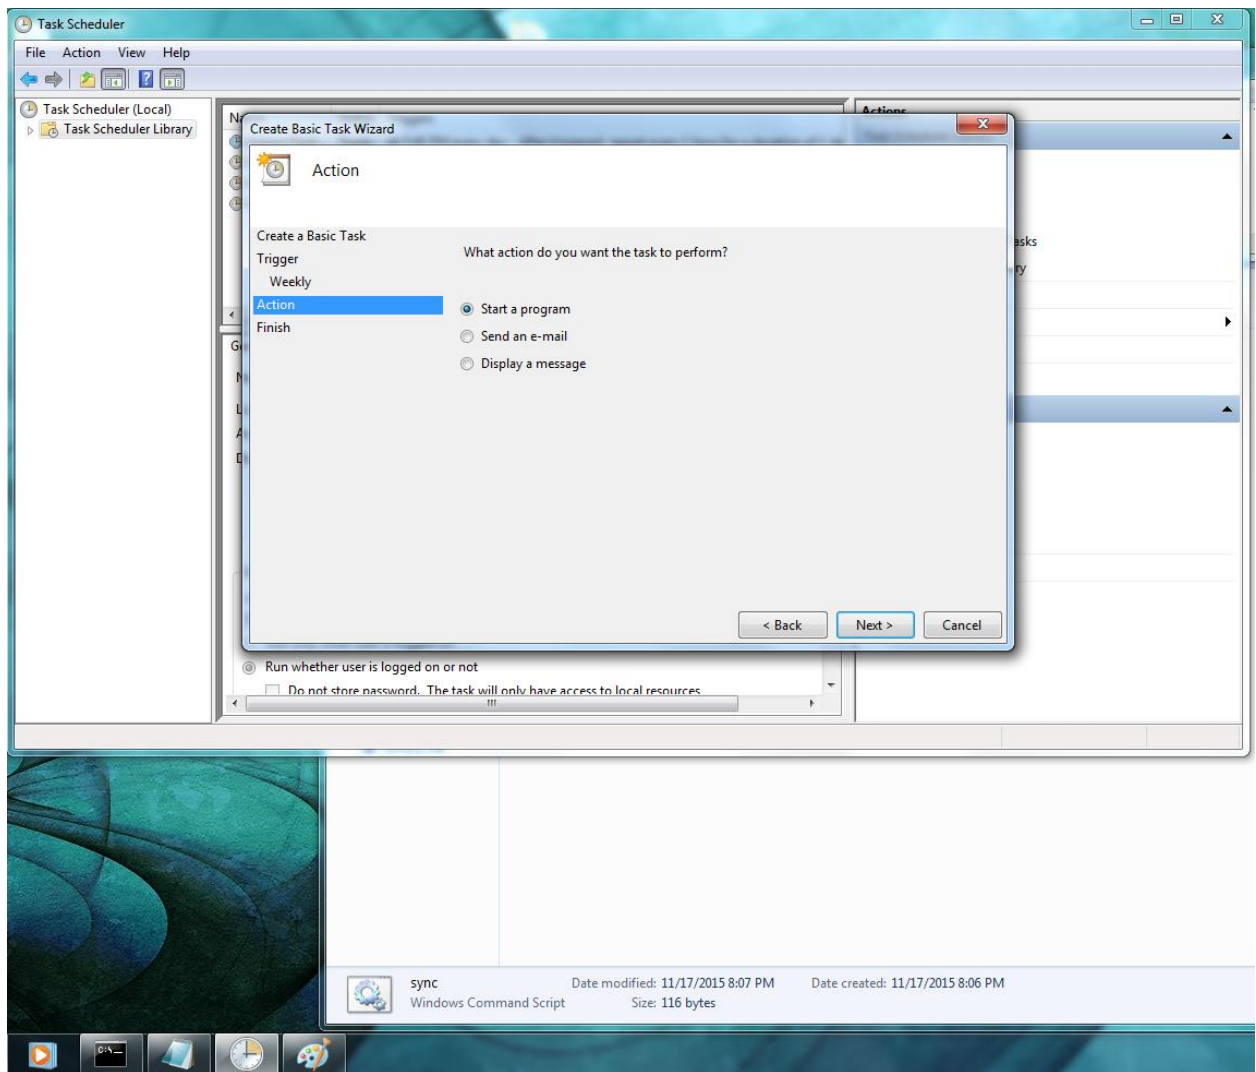 Task Scheduler
File Action View Help
Task Scheduler (Local)
Task Scheduler Library
Actions
Create Basic Task Wizard
Action
Create a Basic Task
Trigger
Weekly
Action
Finish
What action do you want the task to perform?
Start a program
Send an e-mail
Display a message
< Back Next > Cancel
Run whether user is logged on or not
Do not store password. The task will only have access to local resources
sync Date modified: 11/17/2015 8:07 PM Date created: 11/17/2015 8:06 PM
Windows Command Script Size: 116 bytes
C:\_